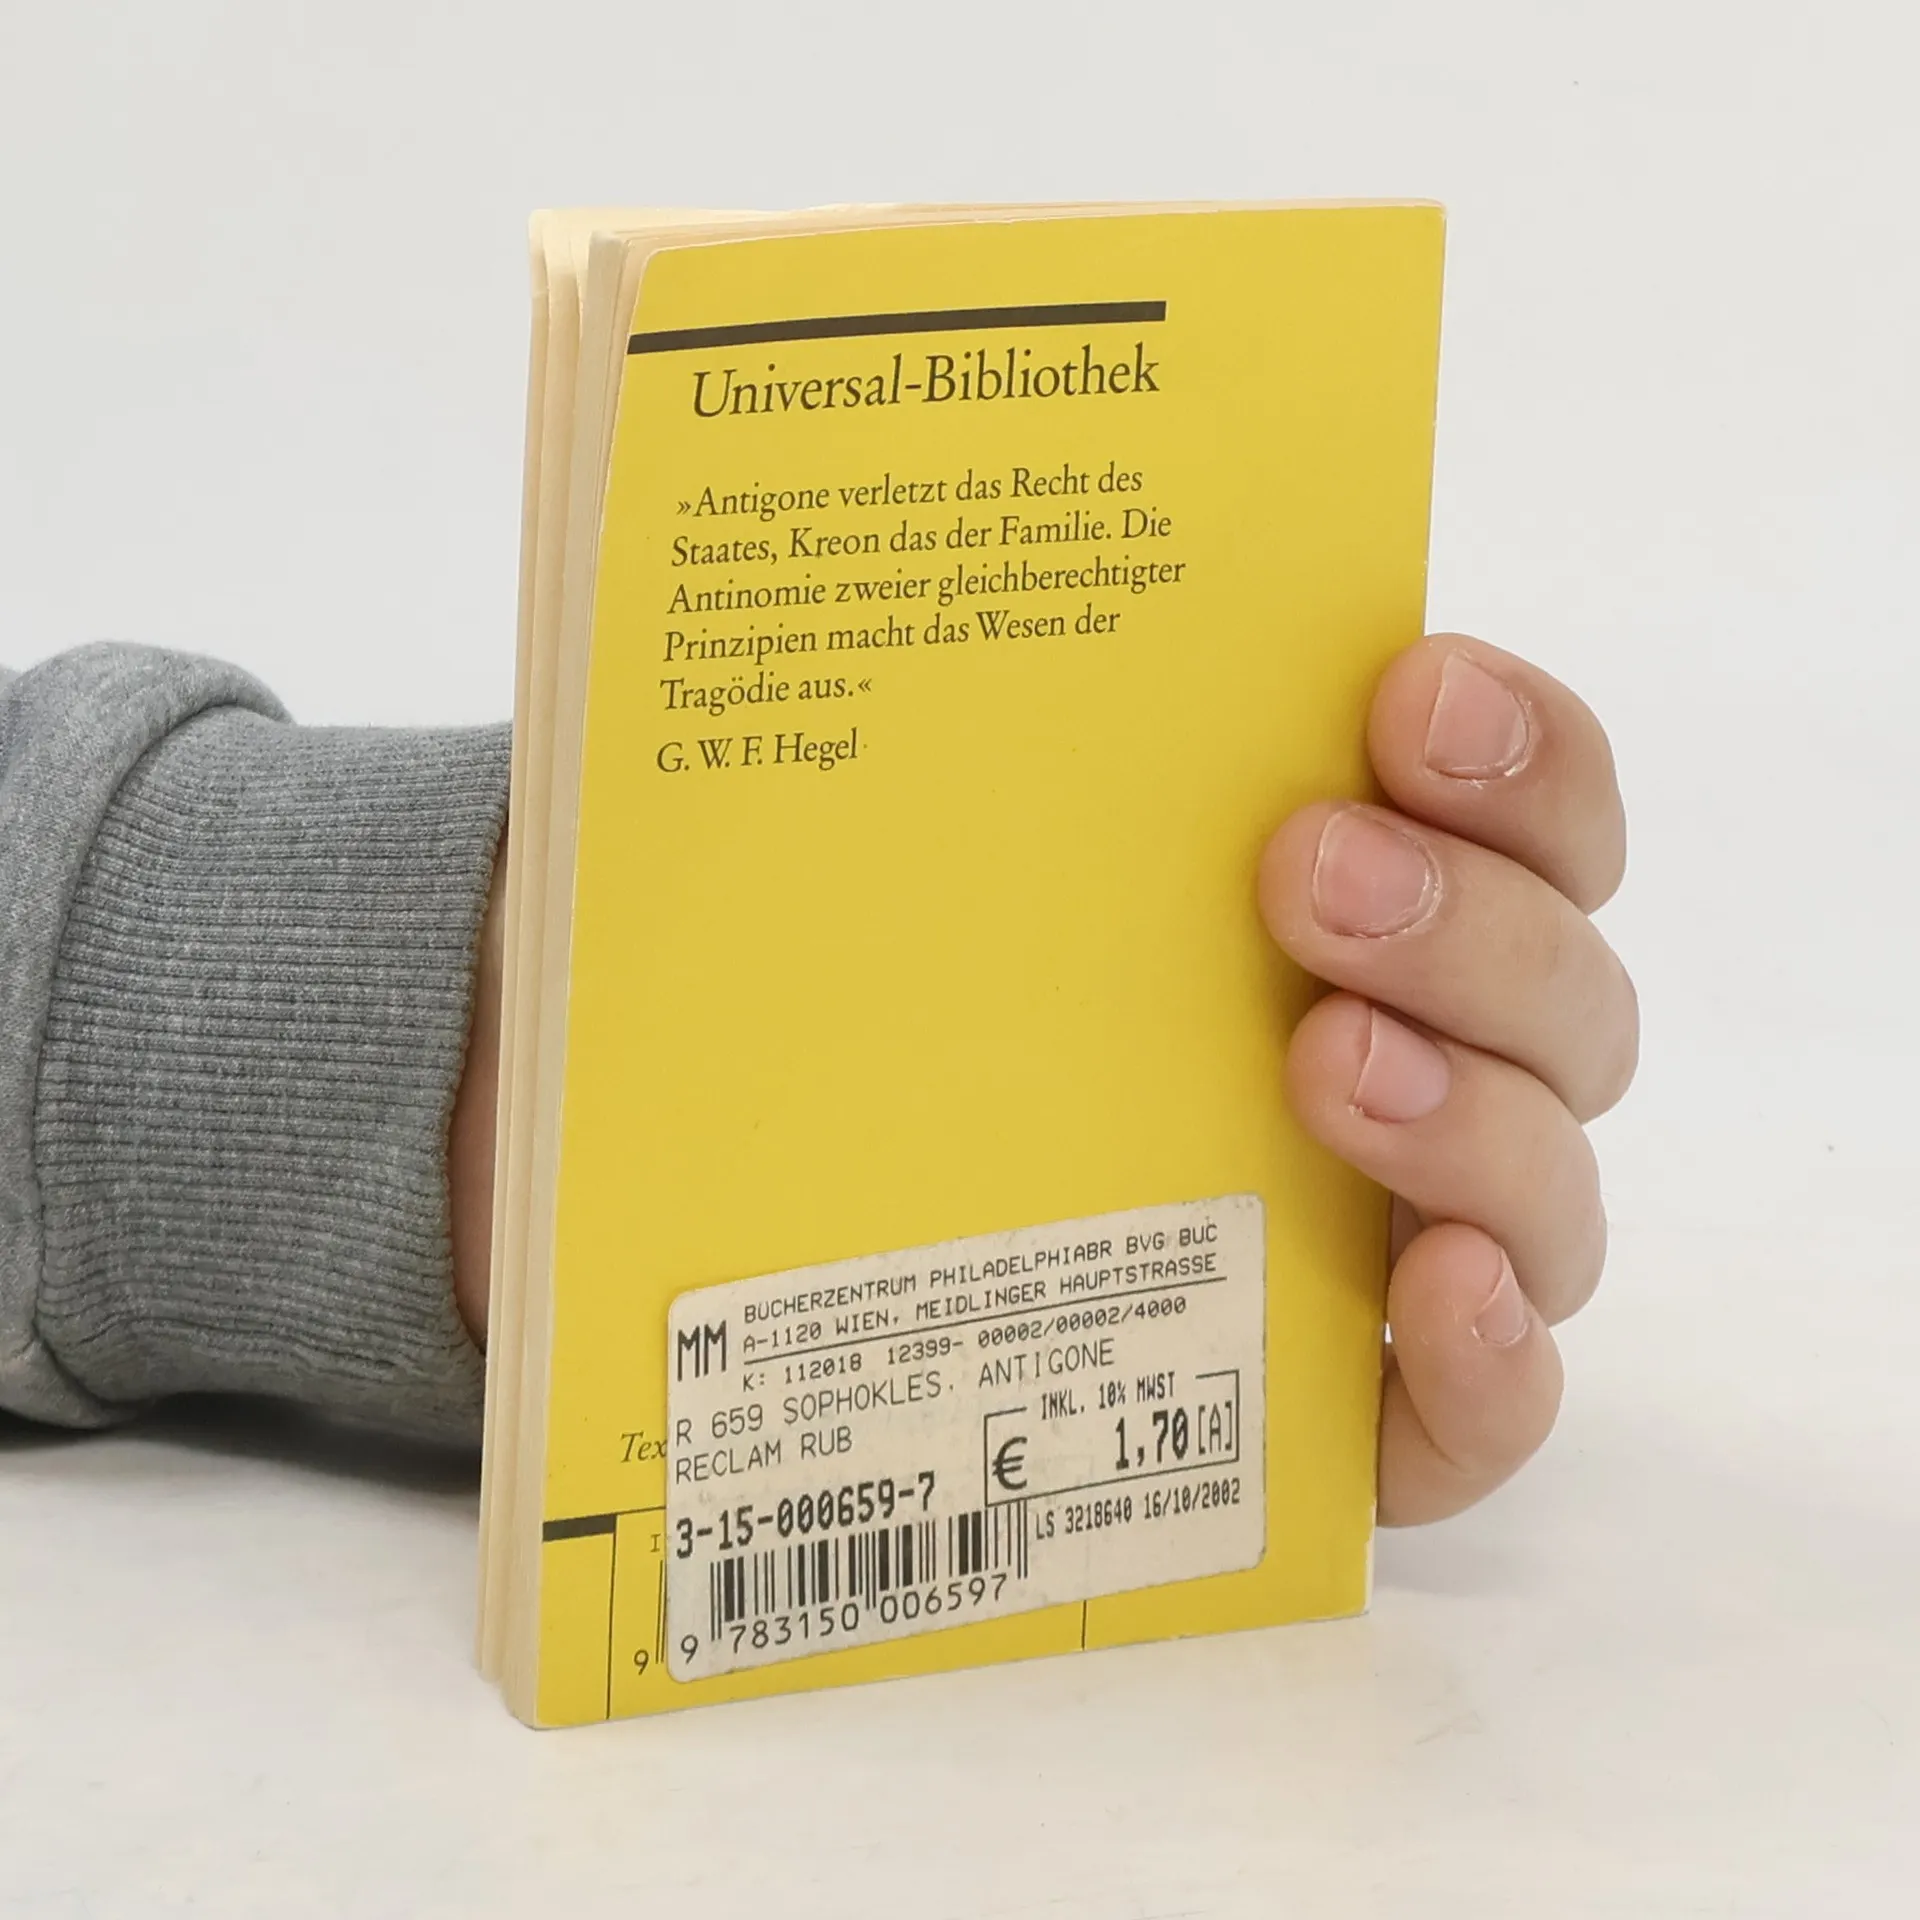 Universal-Bibliothek
»Antigone verletzt das Recht des
Staates, Kreon das der Familie. Die
Antinomie zweier gleichberechtigter
Prinzipien macht das Wesen der
Tragödie aus.«
G. W. F. Hegel
MM
BUCHERZENTRUM PHILADELPHIABR BVG BUC
A-1120 WIEN, MEIDLINGER HAUPTSTRASSE
K: 112018 12399- 00002/00002/4000
R 659 SOPHOKLES, ANTIGONE
RECLAM RUB
INKL. 10% MWST
€ 1,70 [A]
3-15-000659-7
LS 3218640 16/10/2002
9 783150 006597
Tex
I
9